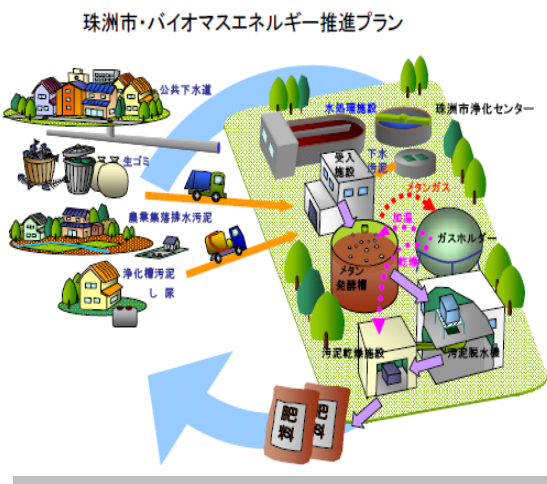 珠洲市・バイオマスエネルギー推進プラン
公共下水道
生ゴミ
農業集落排水汚泥
浄化槽汚泥
し尿
水処理施設
珠洲市浄化センター
受入
施設
下水
汚泥
メタンガス
加温
ガスホルダー
乾燥
メタン
発酵槽
汚泥乾燥施設
汚泥脱水機
肥料
肥料